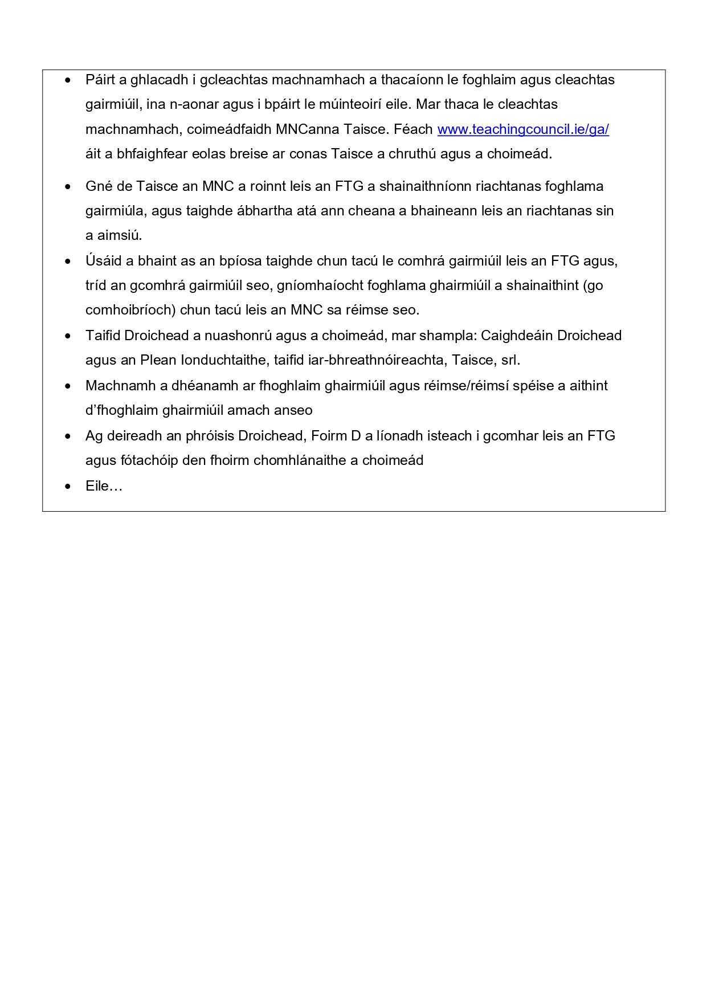 • Páirt a ghlacadh i gcleachtas machnamhach a thacaíonn le foghlaim agus cleachtas
gairmiúil, ina n-aonar agus i bpáirt le múinteoirí eile. Mar thaca le cleachtas
machnamhach, coimeádfaidh MNCanna Taisce. Féach www.teachingcouncil.ie/ga/
áit a bhfaighfear eolas breise ar conas Taisce a chruthú agus a choimeád.
• Gné de Taisce an MNC a roinnt leis an FTG a shainaithníonn riachtanas foghlama
gairmiúla, agus taighde ábhartha atá ann cheana a bhaineann leis an riachtanas sin
a aimsiú.
• Úsáid a bhaint as an bpíosa taighde chun tacú le comhrá gairmiúil leis an FTG agus,
tríd an gcomhrá gairmiúil seo, gníomhaíocht foghlama ghairmiúil a shainaithint (go
comhoibríoch) chun tacú leis an MNC sa réimse seo.
• Taifid Droichead a nuashonrú agus a choimeád, mar shampla: Caighdeáin Droichead
agus an Plean Ionduchtaithe, taifid iar-bhreathnóireachta, Taisce, srl.
• Machnamh a dhéanamh ar fhoghlaim ghairmiúil agus réimse/réimsí spéise a aithint
d’fhoghlaim ghairmiúil amach anseo
• Ag deireadh an phróisis Droichead, Foirm D a líonadh isteach i gcomhar leis an FTG
agus fótachóip den fhoirm chomhlánaithe a choimeád
• Eile…